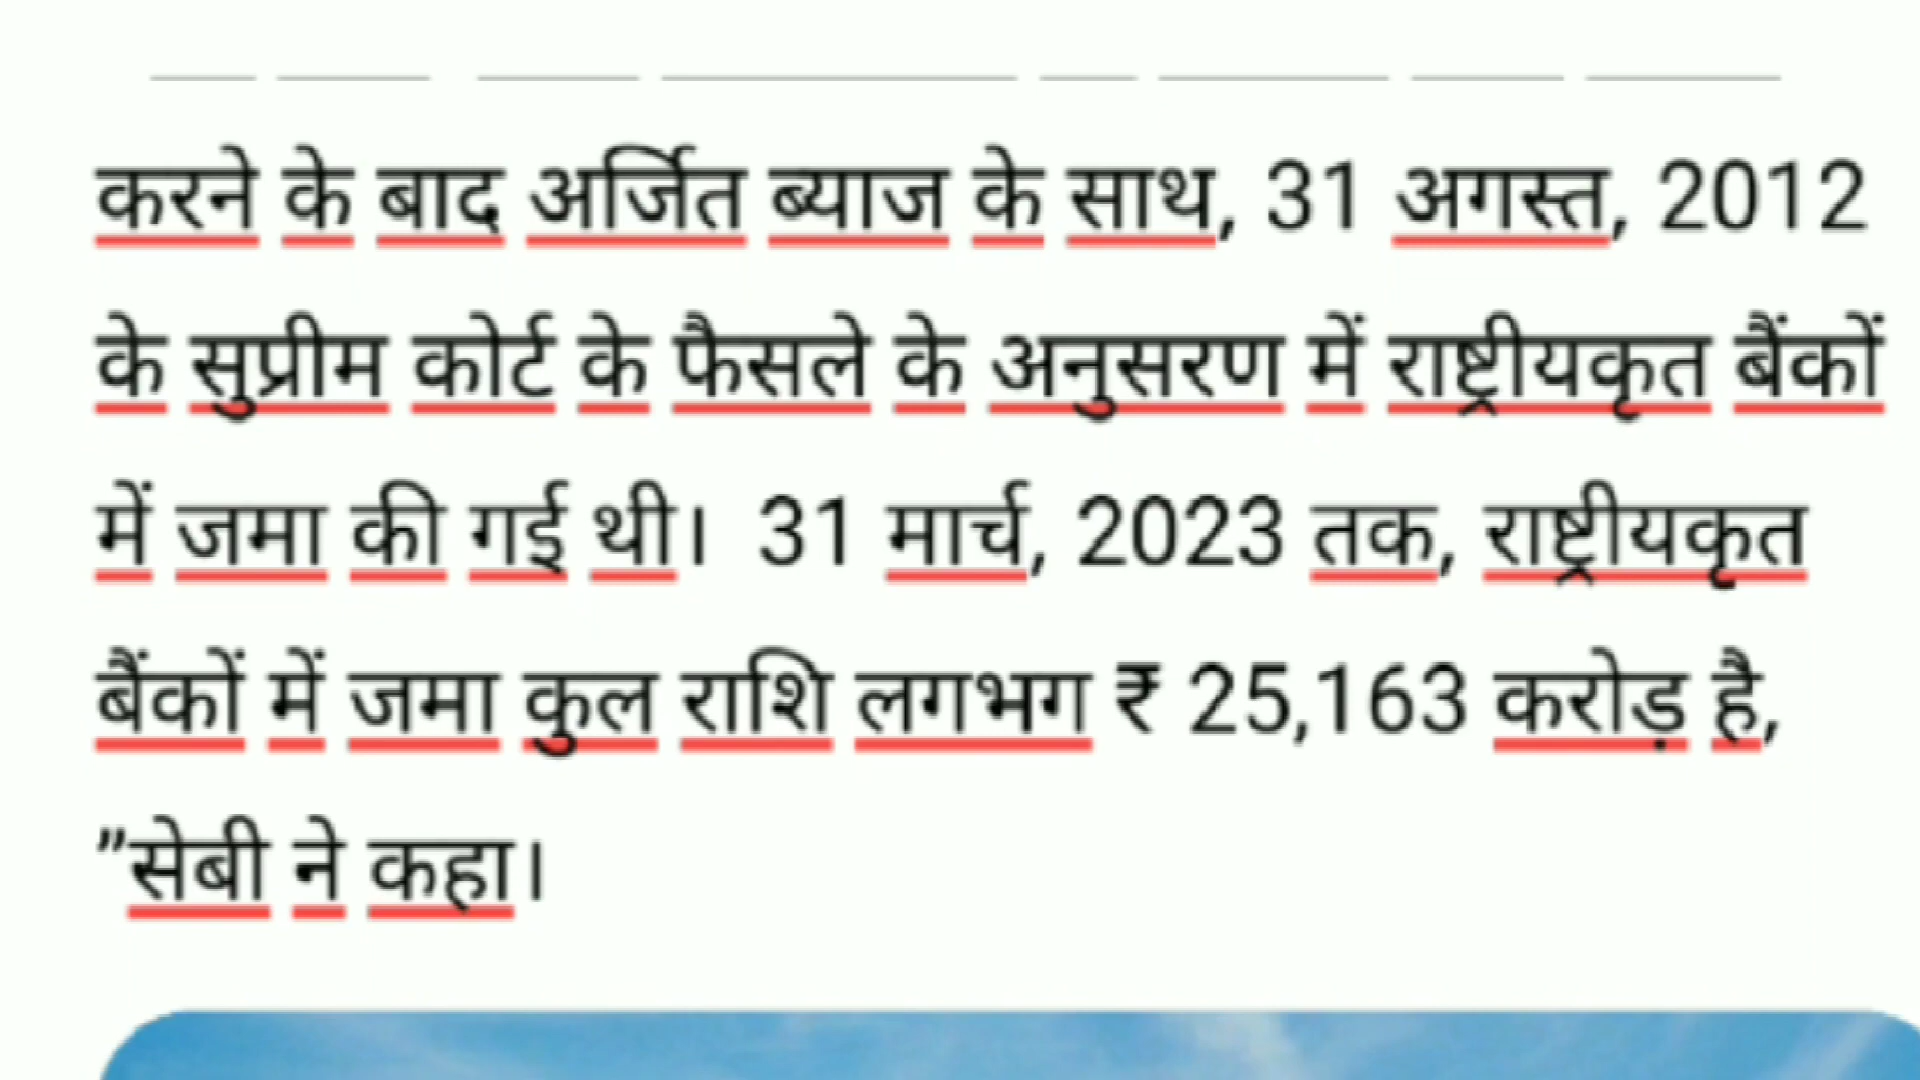 करने के बाद अर्जित ब्याज के साथ, 31 अगस्त, 2012
के सुप्रीम कोर्ट के फैसले के अनुसरण में राष्ट्रीयकृत बैंकों
में जमा की गई थी। 31 मार्च, 2023 तक, राष्ट्रीयकृत
बैंकों में जमा कुल राशि लगभग ₹ 25,163 करोड़ है,
”सेबी ने कहा।